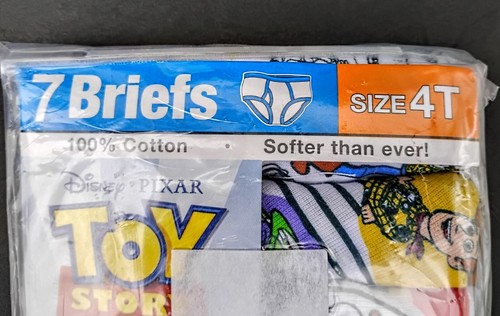 7 Briefs
SIZE 4T
100% Cotton • Softer than ever!
Disney • PIXAR
TOY
STORY